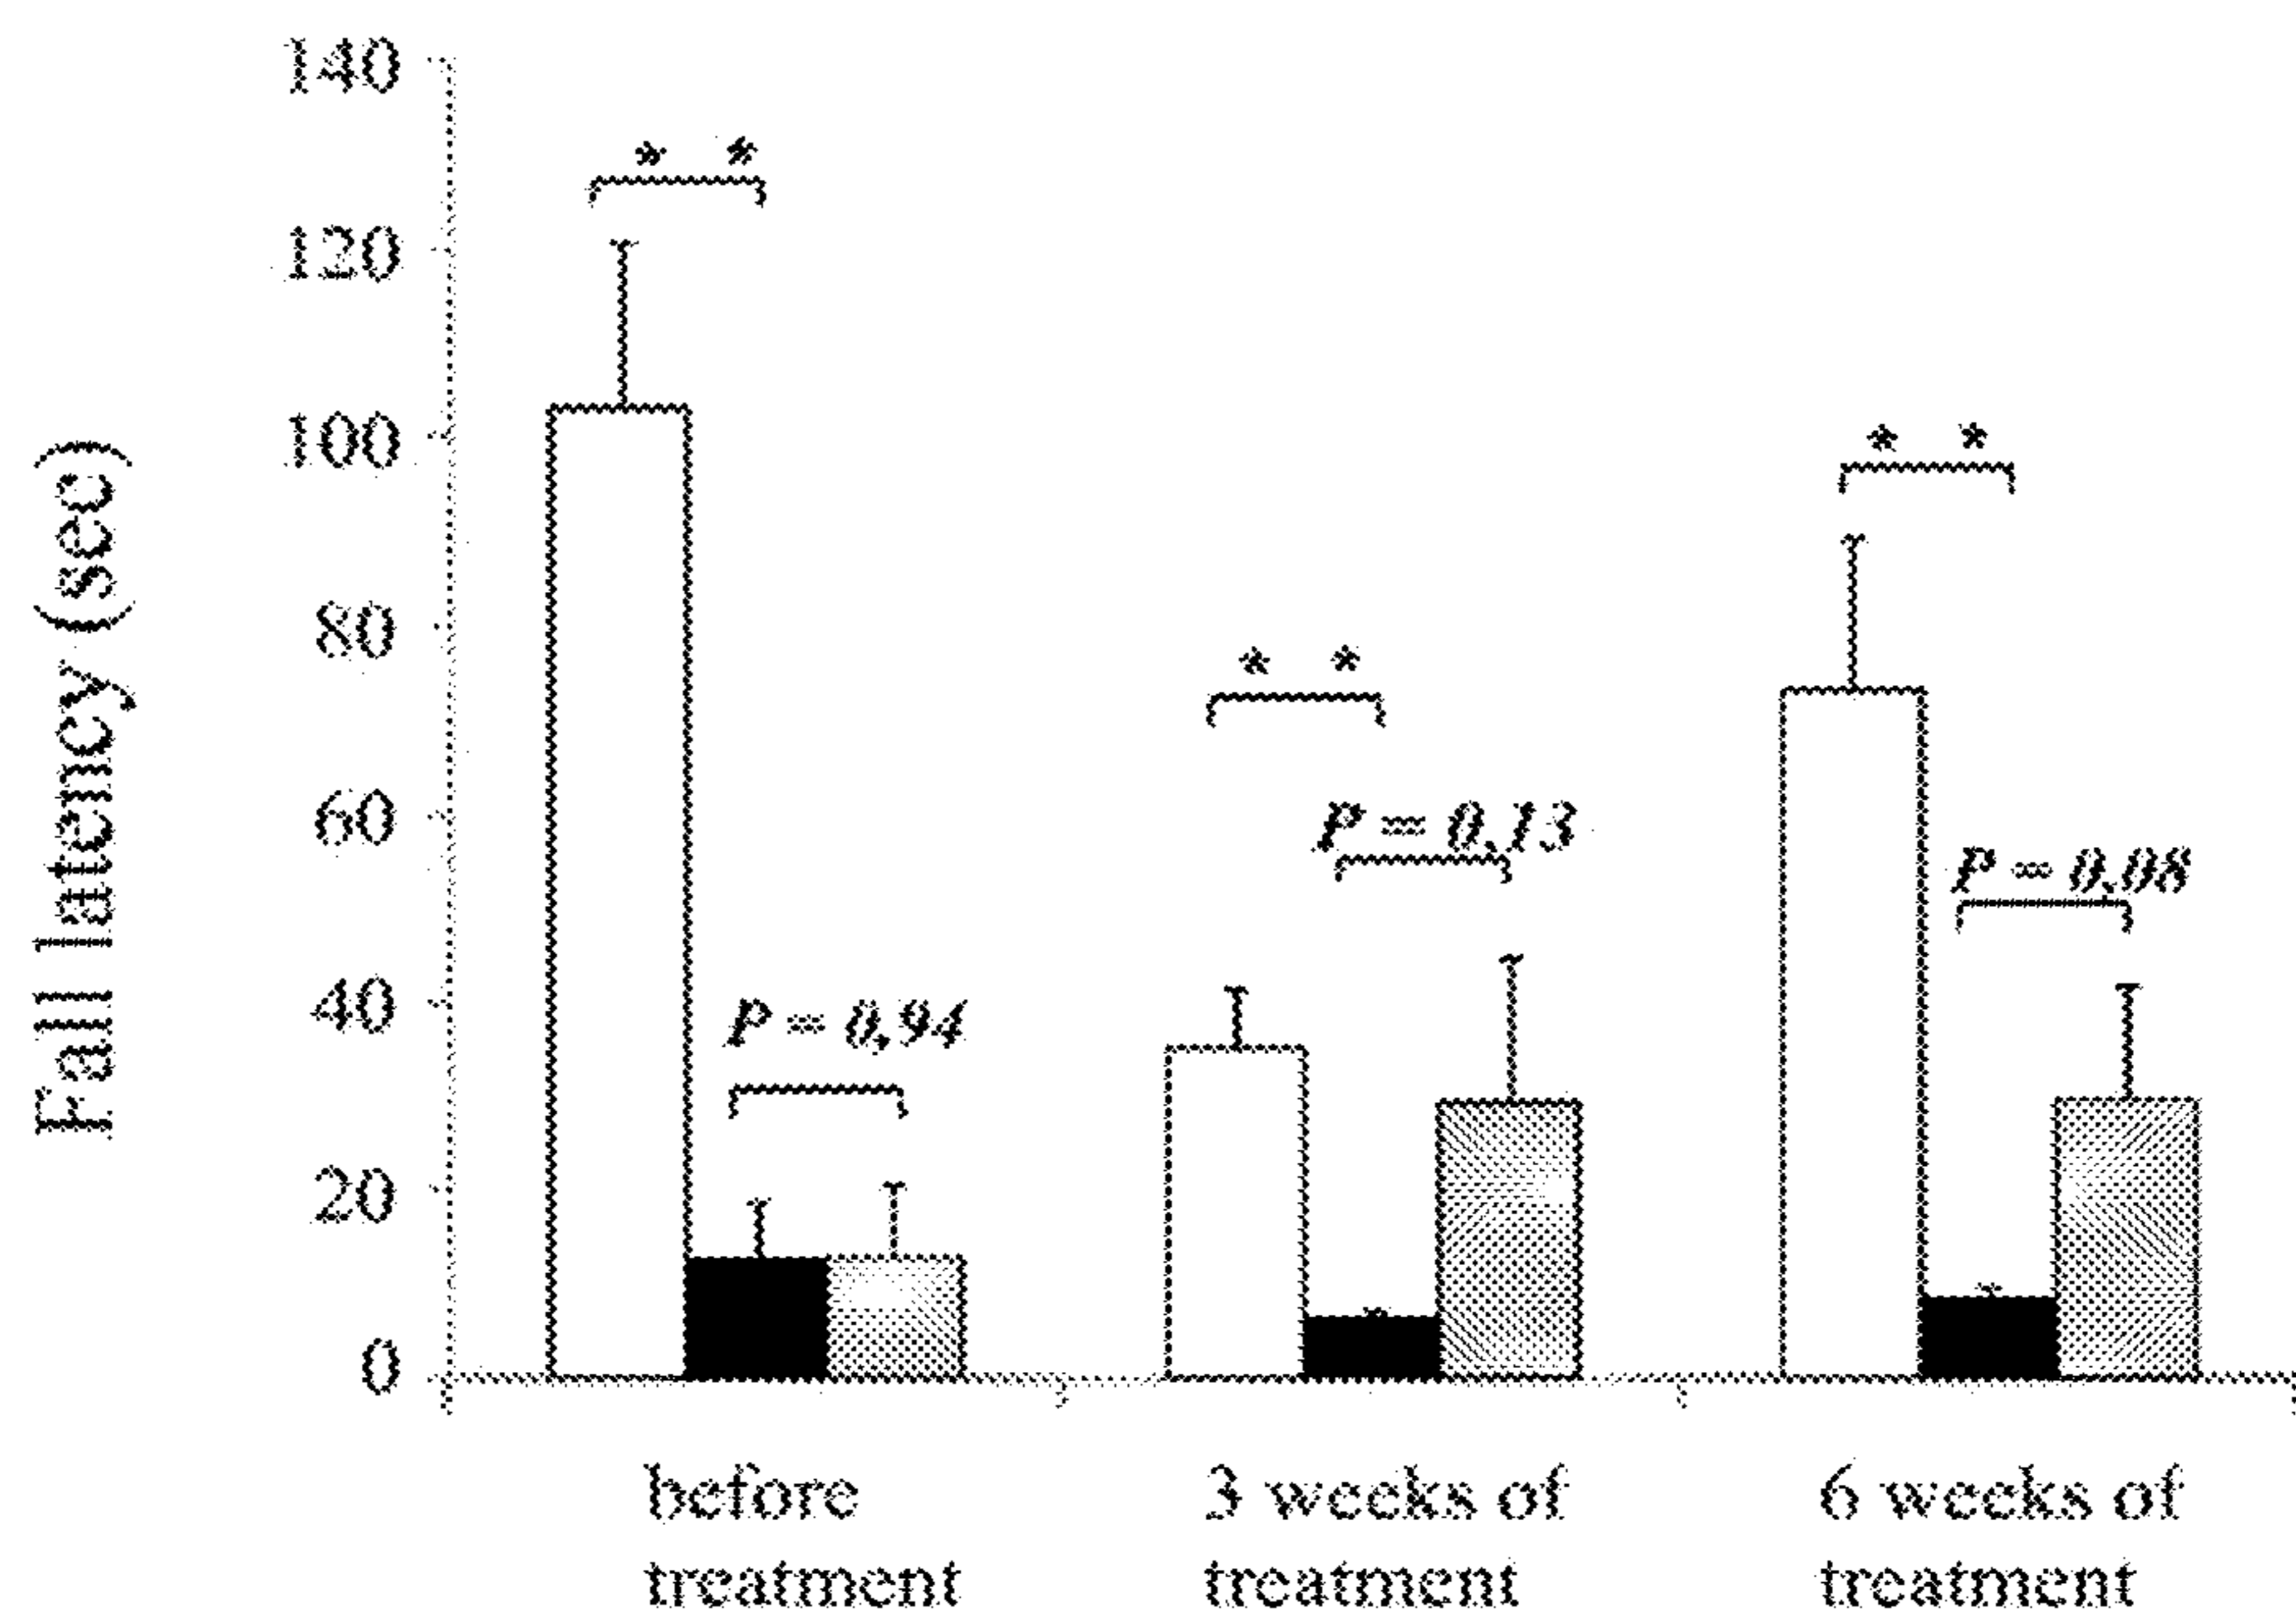 Fall latency (sec)
140
120
100
80
60
40
20
0
* *
P = 0.94
* *
P = 0.13
* *
P = 0.08
before
treatment
3 weeks of
treatment
6 weeks of
treatment